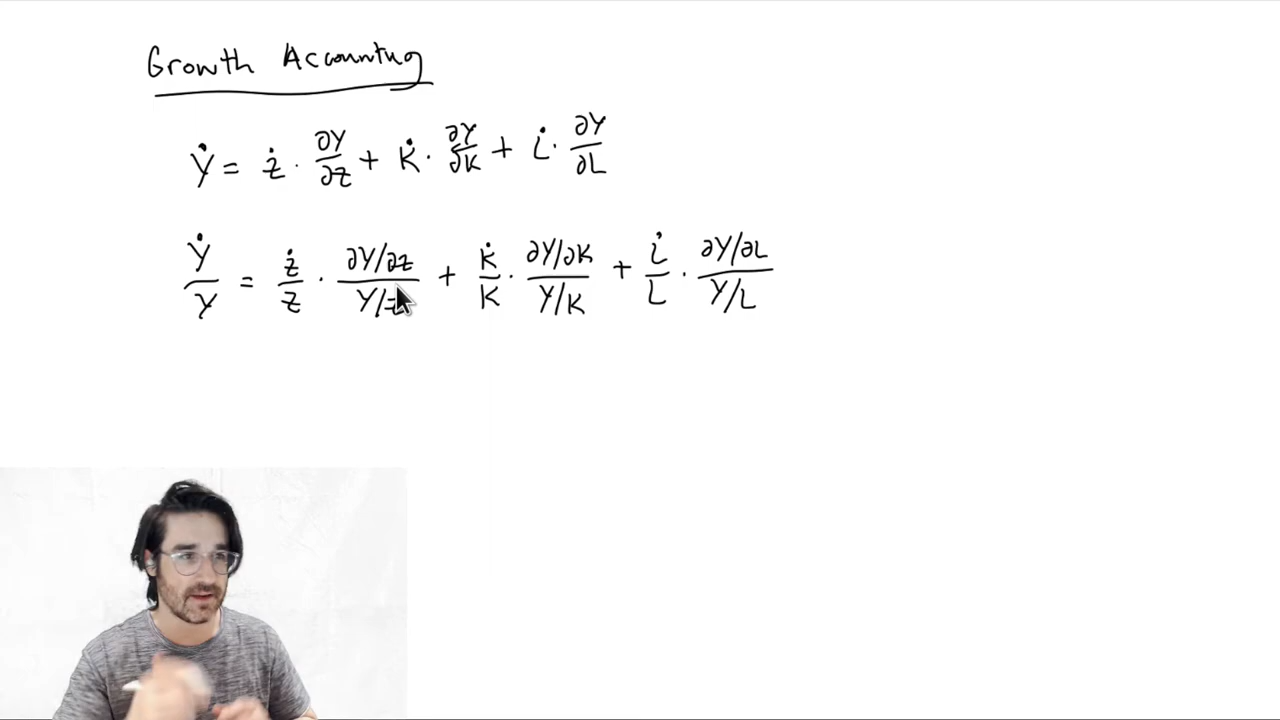 Growth Accounting
Ẏ = ż · ∂Y/∂z + K̇ · ∂Y/∂K + L̇ · ∂Y/∂L
Ẏ/Y = ż/z · (∂Y/∂z)/(Y/z) + K̇/K · (∂Y/∂K)/(Y/K) + L̇/L · (∂Y/∂L)/(Y/L)